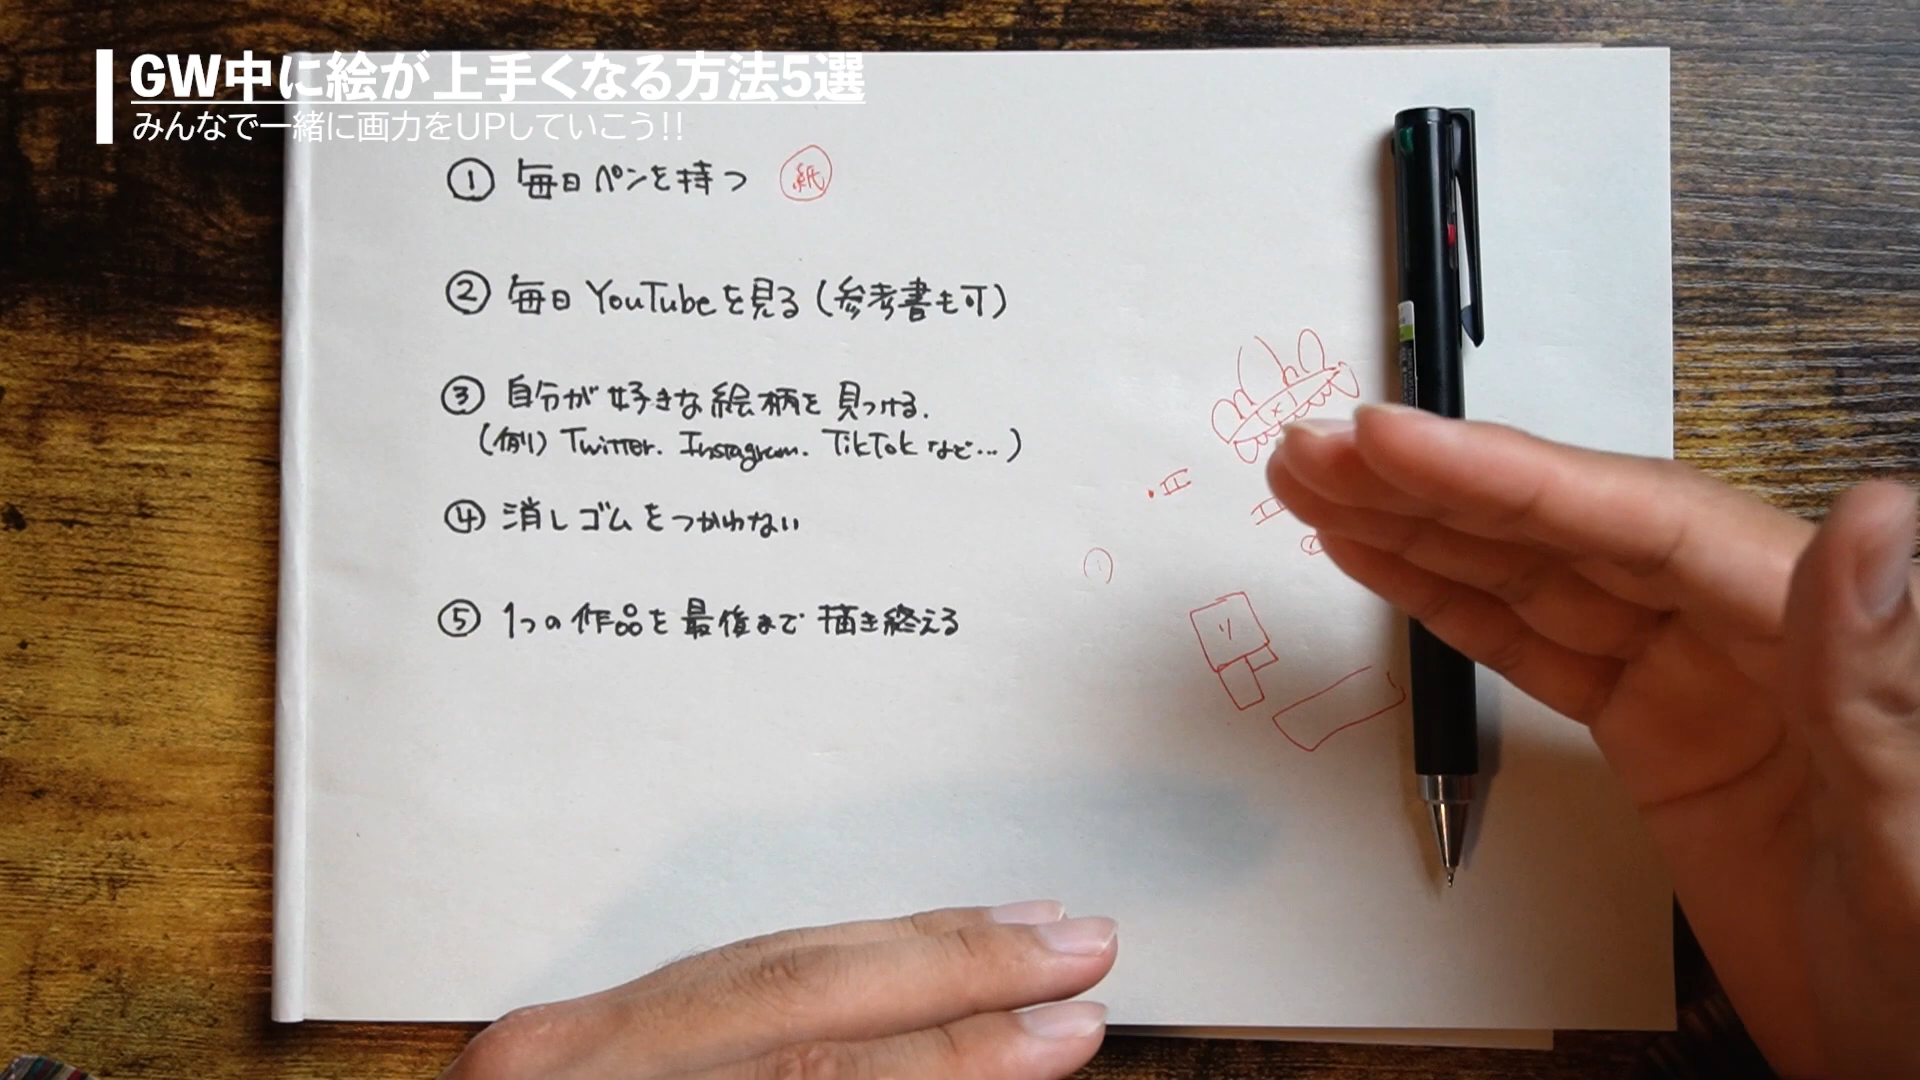 GW中に絵が上手くなる方法5選
みんなで一緒に画力をUPしていこう!!
① 毎日ペンを持つ 紙
② 毎日 YouTubeを見る (参考書も可)
③ 自分が好きな絵柄を見つける.
(例) Twitter. Instagram. TikTok など…)
④ 消しゴムをつかわない
⑤ 1つの作品を最後まで描き終える